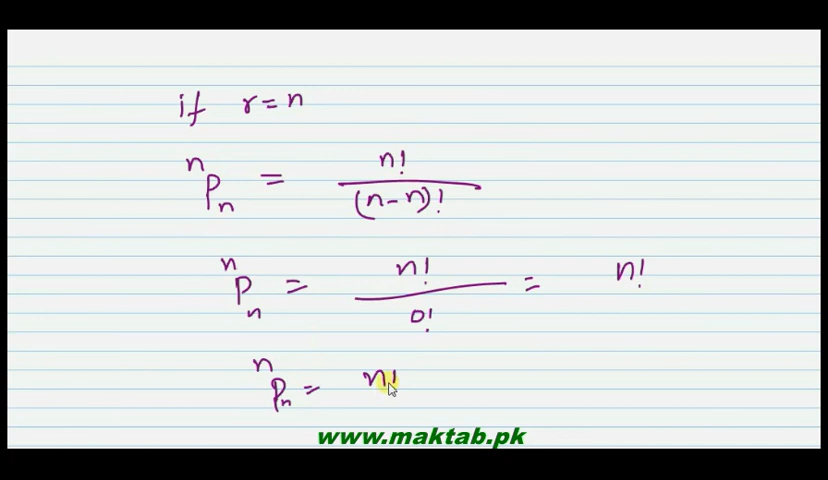 if r = n
ⁿPₙ = n! / (n - n)!
ⁿPₙ = n! / 0! = n!
ⁿPₙ = n!
www.maktab.pk